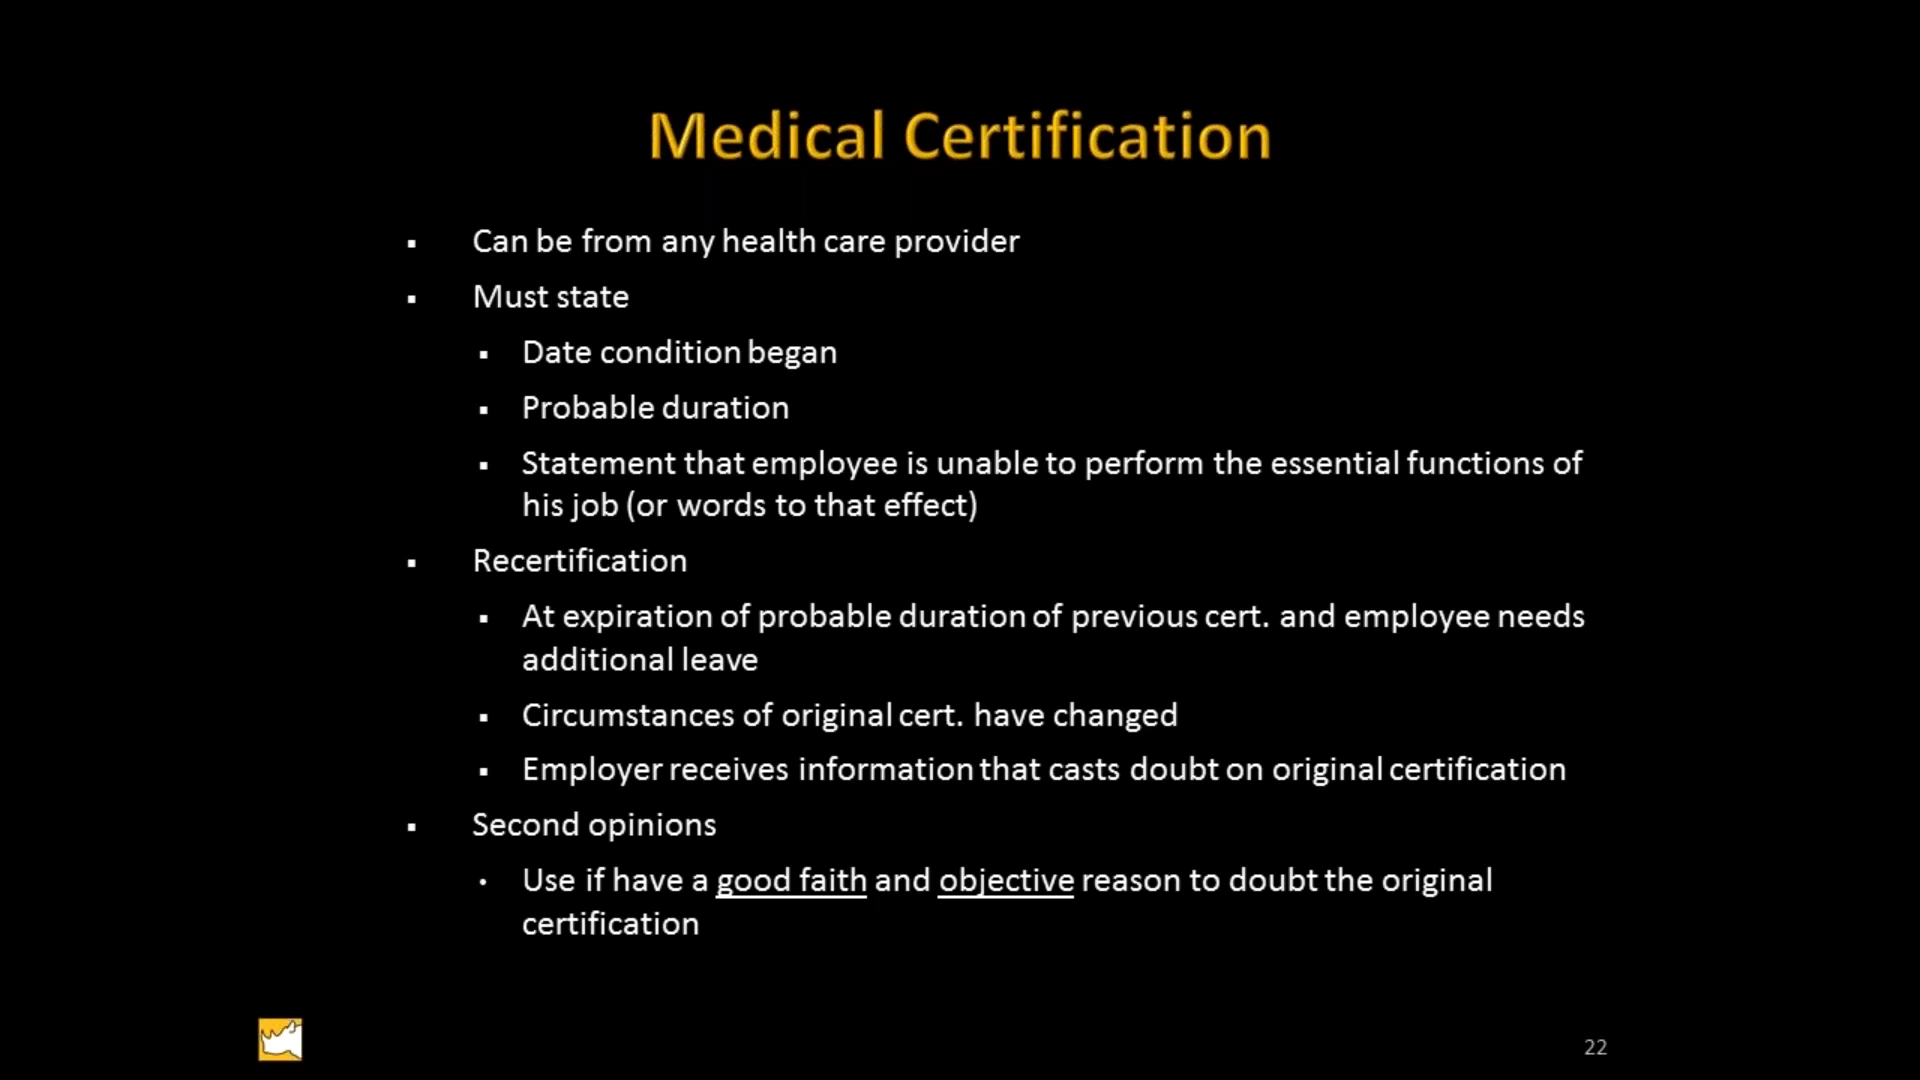 Medical Certification
▪ Can be from any health care provider
▪ Must state
▪ Date condition began
▪ Probable duration
▪ Statement that employee is unable to perform the essential functions of
his job (or words to that effect)
▪ Recertification
▪ At expiration of probable duration of previous cert. and employee needs
additional leave
▪ Circumstances of original cert. have changed
▪ Employer receives information that casts doubt on original certification
▪ Second opinions
• Use if have a good faith and objective reason to doubt the original
certification
22